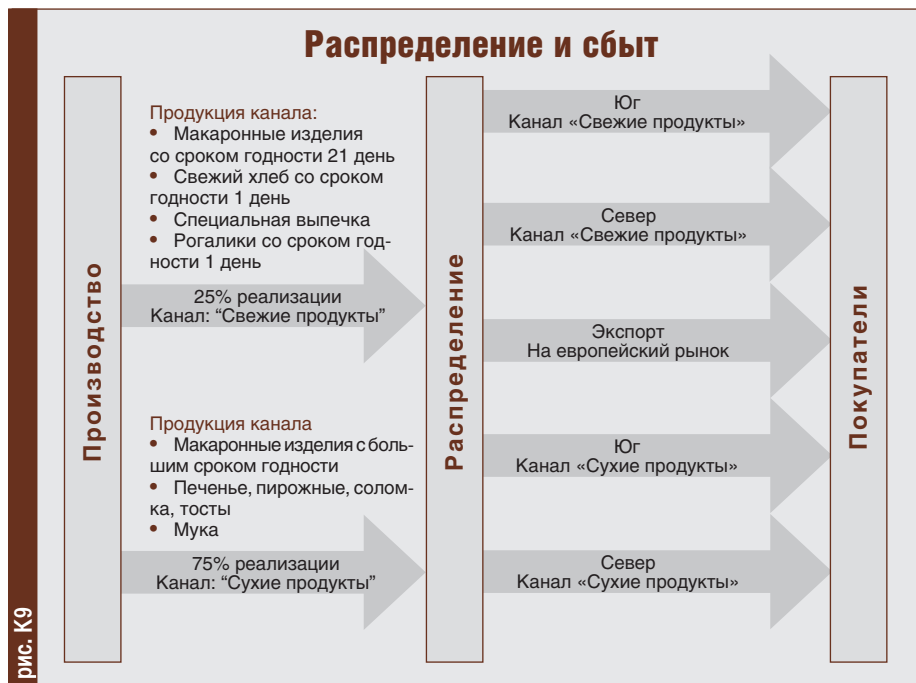 Распределение и сбыт
Производство
Продукция канала:
• Макаронные изделия
со сроком годности 21 день
• Свежий хлеб со сроком
годности 1 день
• Специальная выпечка
• Рогалики со сроком год-
ности 1 день
25% реализации
Канал: “Свежие продукты”
Продукция канала
• Макаронные изделия с боль-
шим сроком годности
• Печенье, пирожные, солом-
ка, тосты
• Мука
75% реализации
Канал: “Сухие продукты”
Распределение
Юг
Канал «Свежие продукты»
Север
Канал «Свежие продукты»
Экспорт
На европейский рынок
Юг
Канал «Сухие продукты»
Север
Канал «Сухие продукты»
Покупатели
рис. К9